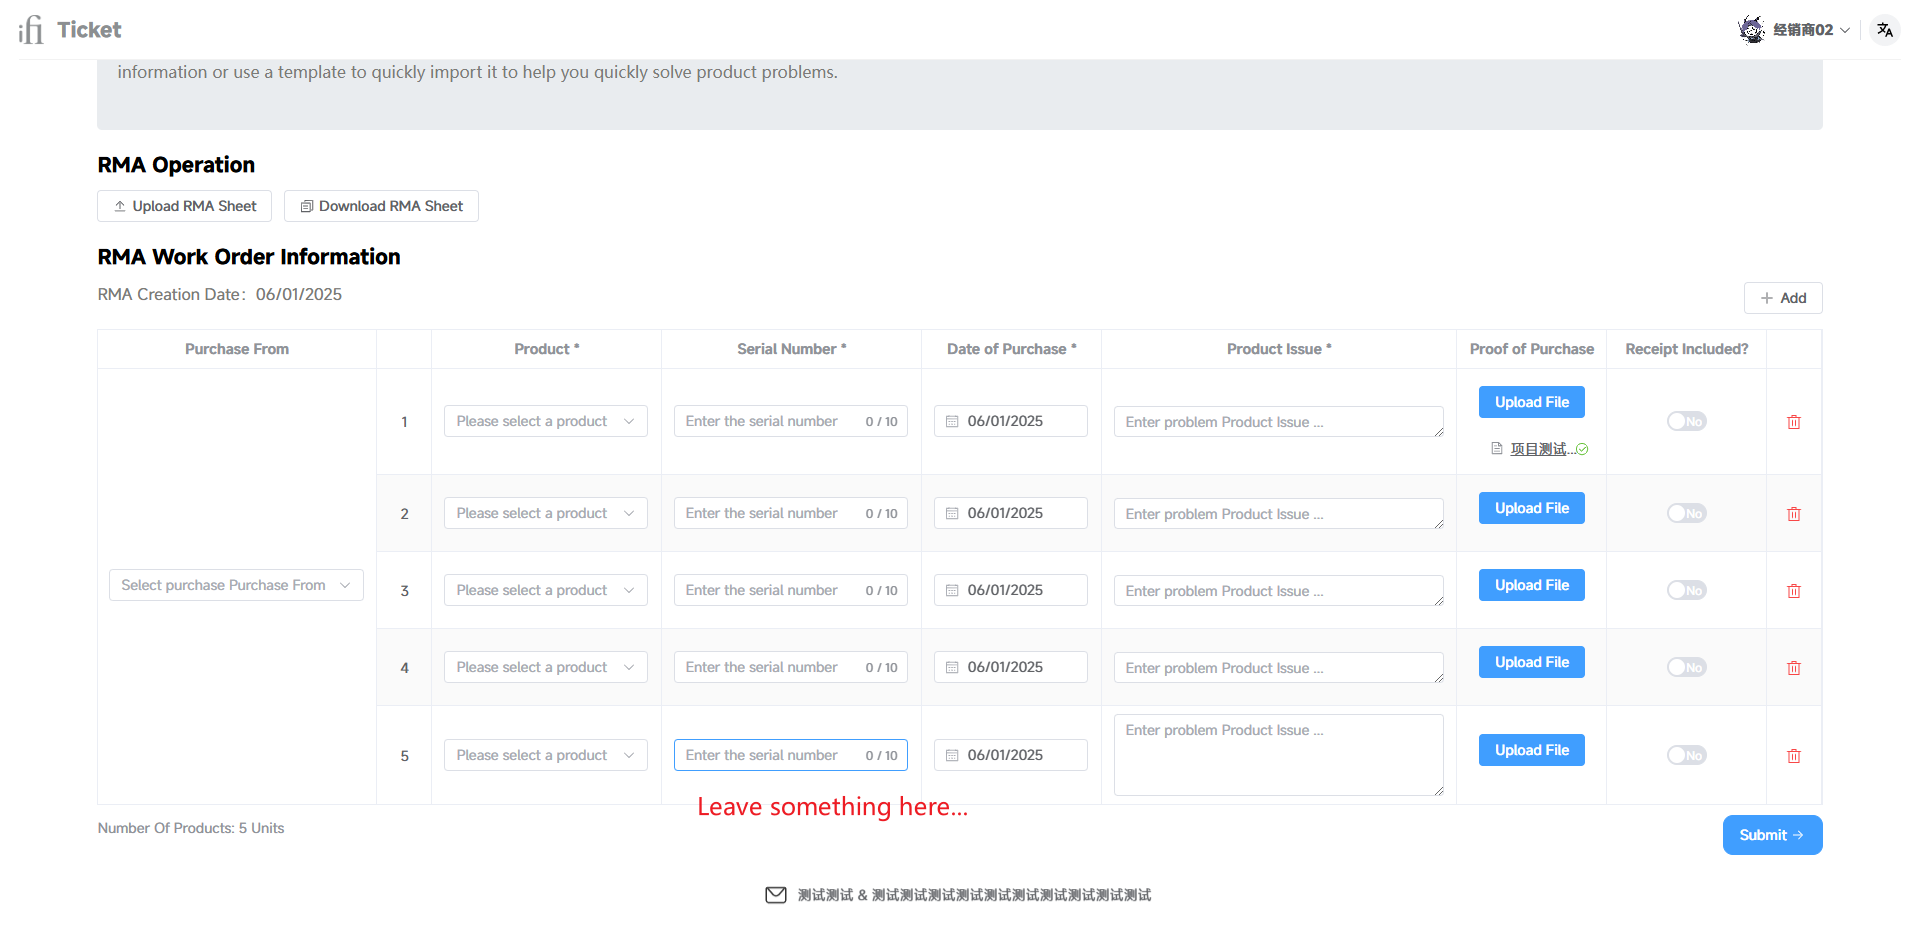 ifi Ticket
经销商02
information or use a template to quickly import it to help you quickly solve product problems.
RMA Operation
Upload RMA Sheet
Download RMA Sheet
RMA Work Order Information
RMA Creation Date: 06/01/2025
Add
Purchase From
Product *
Serial Number *
Date of Purchase *
Product Issue *
Proof of Purchase
Receipt Included?
Select purchase Purchase From
1
Please select a product
Enter the serial number
0 / 10
06/01/2025
Enter problem Product Issue ...
Upload File
项目测试...
No
2
Please select a product
Enter the serial number
0 / 10
06/01/2025
Enter problem Product Issue ...
Upload File
No
3
Please select a product
Enter the serial number
0 / 10
06/01/2025
Enter problem Product Issue ...
Upload File
No
4
Please select a product
Enter the serial number
0 / 10
06/01/2025
Enter problem Product Issue ...
Upload File
No
5
Please select a product
Enter the serial number
0 / 10
06/01/2025
Enter problem Product Issue ...
Upload File
No
Leave something here...
Number Of Products: 5 Units
Submit
测试测试 & 测试测试测试测试测试测试测试测试测试测试